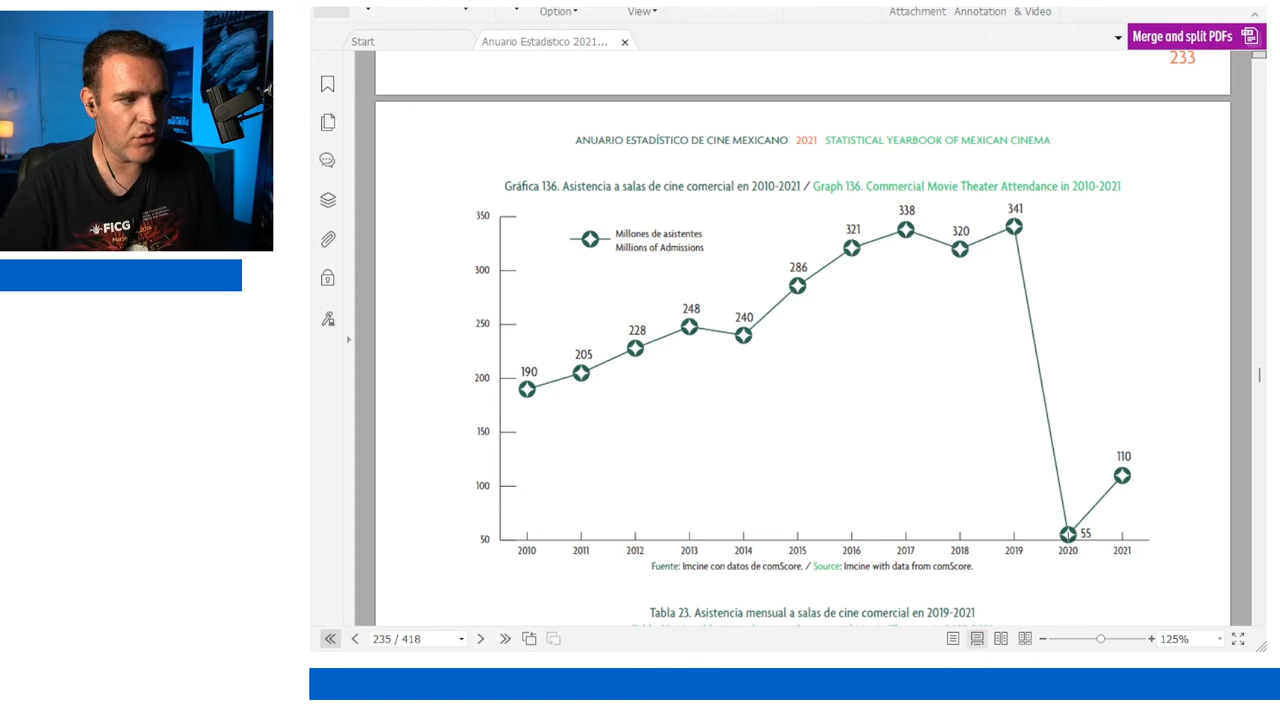 Option
View
Attachment Annotation & Video
Start
Anuario Estadistico 2021...
Merge and split PDFs
233
ANUARIO ESTADÍSTICO DE CINE MEXICANO 2021 STATISTICAL YEARBOOK OF MEXICAN CINEMA
Gráfica 136. Asistencia a salas de cine comercial en 2010-2021 / Graph 136. Commercial Movie Theater Attendance in 2010-2021
Millones de asistentes
Millions of Admissions
350
300
250
200
150
100
50
190
205
228
248
240
286
321
338
320
341
55
110
2010 2011 2012 2013 2014 2015 2016 2017 2018 2019 2020 2021
Fuente: Imcine con datos de comScore. / Source: Imcine with data from comScore.
Tabla 23. Asistencia mensual a salas de cine comercial en 2019-2021
235 / 418
125%
FICG